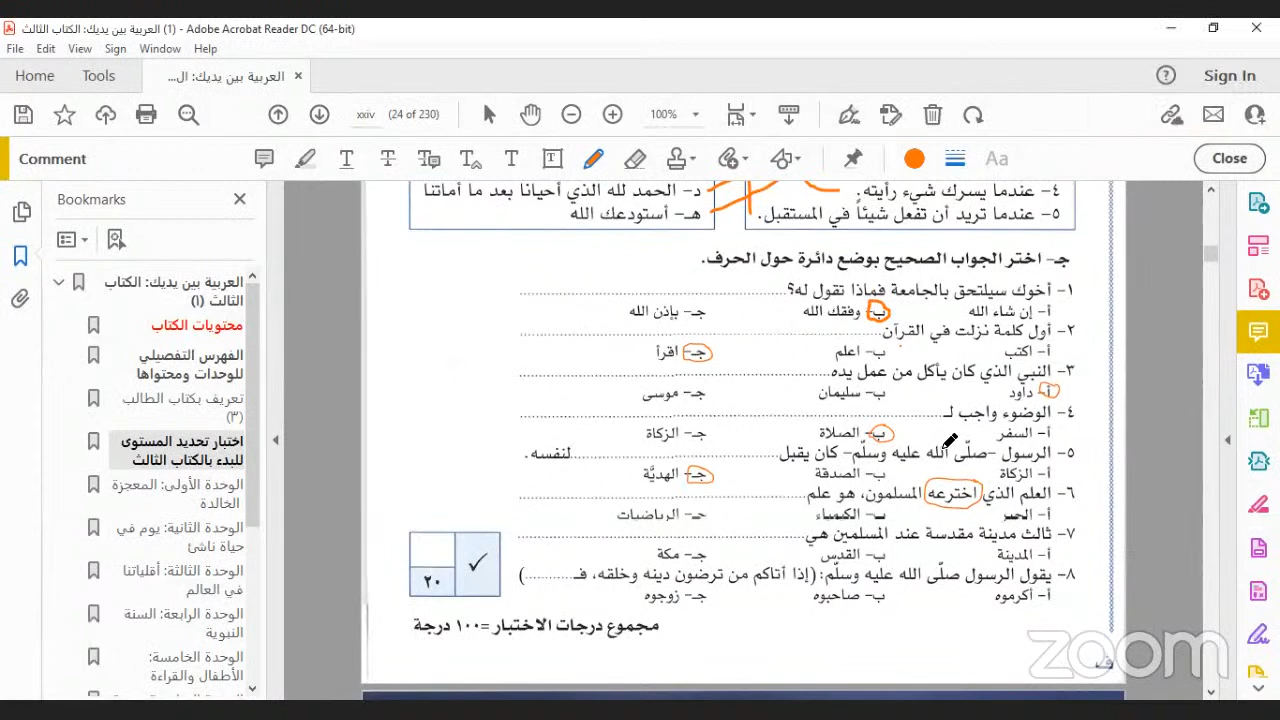 العربية بين يديك: الكتاب الثالث (1) - Adobe Acrobat Reader DC (64-bit)
File Edit View Sign Window Help
Home Tools العربية بين يديك: ال... Sign In
xxiv (24 of 230) 100%
Comment Aa Close
Bookmarks
العربية بين يديك: الكتاب
الثالث (١)
محتويات الكتاب
الفهرس التفصيلي
للوحدات ومحتواها
تعريف بكتاب الطالب
(٣)
اختبار تحديد المستوى
للبدء بالكتاب الثالث
الوحدة الأولى: المعجزة
الخالدة
الوحدة الثانية: يوم في
حياة ناشئ
الوحدة الثالثة: أقلياتنا
في العالم
الوحدة الرابعة: السنة
النبوية
الوحدة الخامسة:
الأطفال والقراءة
٤- عندما يسرك شيء رأيته. د- الحمد لله الذي أحيانا بعد ما أماتنا
٥- عندما تريد أن تفعل شيئاً في المستقبل. هـ- أستودعك الله
جـ- اختر الجواب الصحيح بوضع دائرة حول الحرف.
١- أخوك سيلتحق بالجامعة فماذا تقول له؟ ..........
أ- إن شاء الله ب- وفقك الله جـ- بإذن الله
٢- أول كلمة نزلت في القرآن..........
أ- اكتب ب- اعلم جـ- اقرأ
٣- النبي الذي كان يأكل من عمل يده..........
أ- داود ب- سليمان جـ- موسى
٤- الوضوء واجب لـ..........
أ- السفر ب- الصلاة جـ- الزكاة
٥- الرسول -صلّى الله عليه وسلّم- كان يقبل..........لنفسه.
أ- الزكاة ب- الصدقة جـ- الهديَّة
٦- العلم الذي اخترعه المسلمون، هو علم..........
أ- الجبر ب- الكيمياء جـ- الرياضيات
٧- ثالث مدينة مقدسة عند المسلمين هي..........
أ- المدينة ب- القدس جـ- مكة
٨- يقول الرسول صلّى الله عليه وسلّم: (إذا أتاكم من ترضون دينه وخلقه، فـ..........)
أ- أكرموه ب- صاحبوه جـ- زوجوه
٢٠ ✓
مجموع درجات الاختبار =١٠٠ درجة
ف
zoom